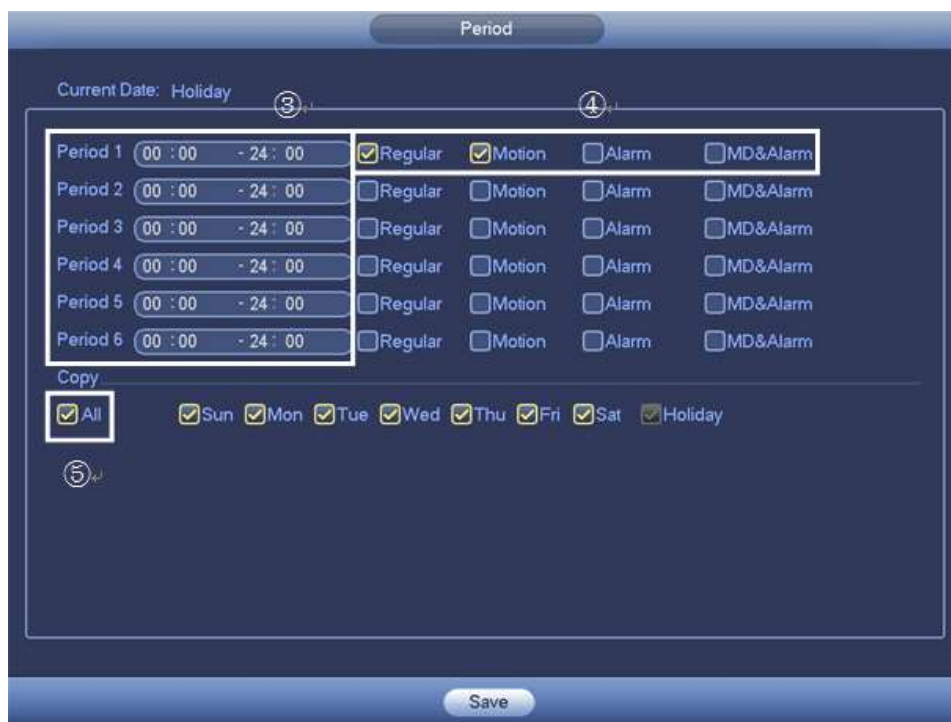 Period
Current Date: Holiday
③ ④
Period 1 00 : 00 - 24 : 00 Regular Motion Alarm MD&Alarm
Period 2 00 : 00 - 24 : 00 Regular Motion Alarm MD&Alarm
Period 3 00 : 00 - 24 : 00 Regular Motion Alarm MD&Alarm
Period 4 00 : 00 - 24 : 00 Regular Motion Alarm MD&Alarm
Period 5 00 : 00 - 24 : 00 Regular Motion Alarm MD&Alarm
Period 6 00 : 00 - 24 : 00 Regular Motion Alarm MD&Alarm
Copy
All Sun Mon Tue Wed Thu Fri Sat Holiday
⑤
Save